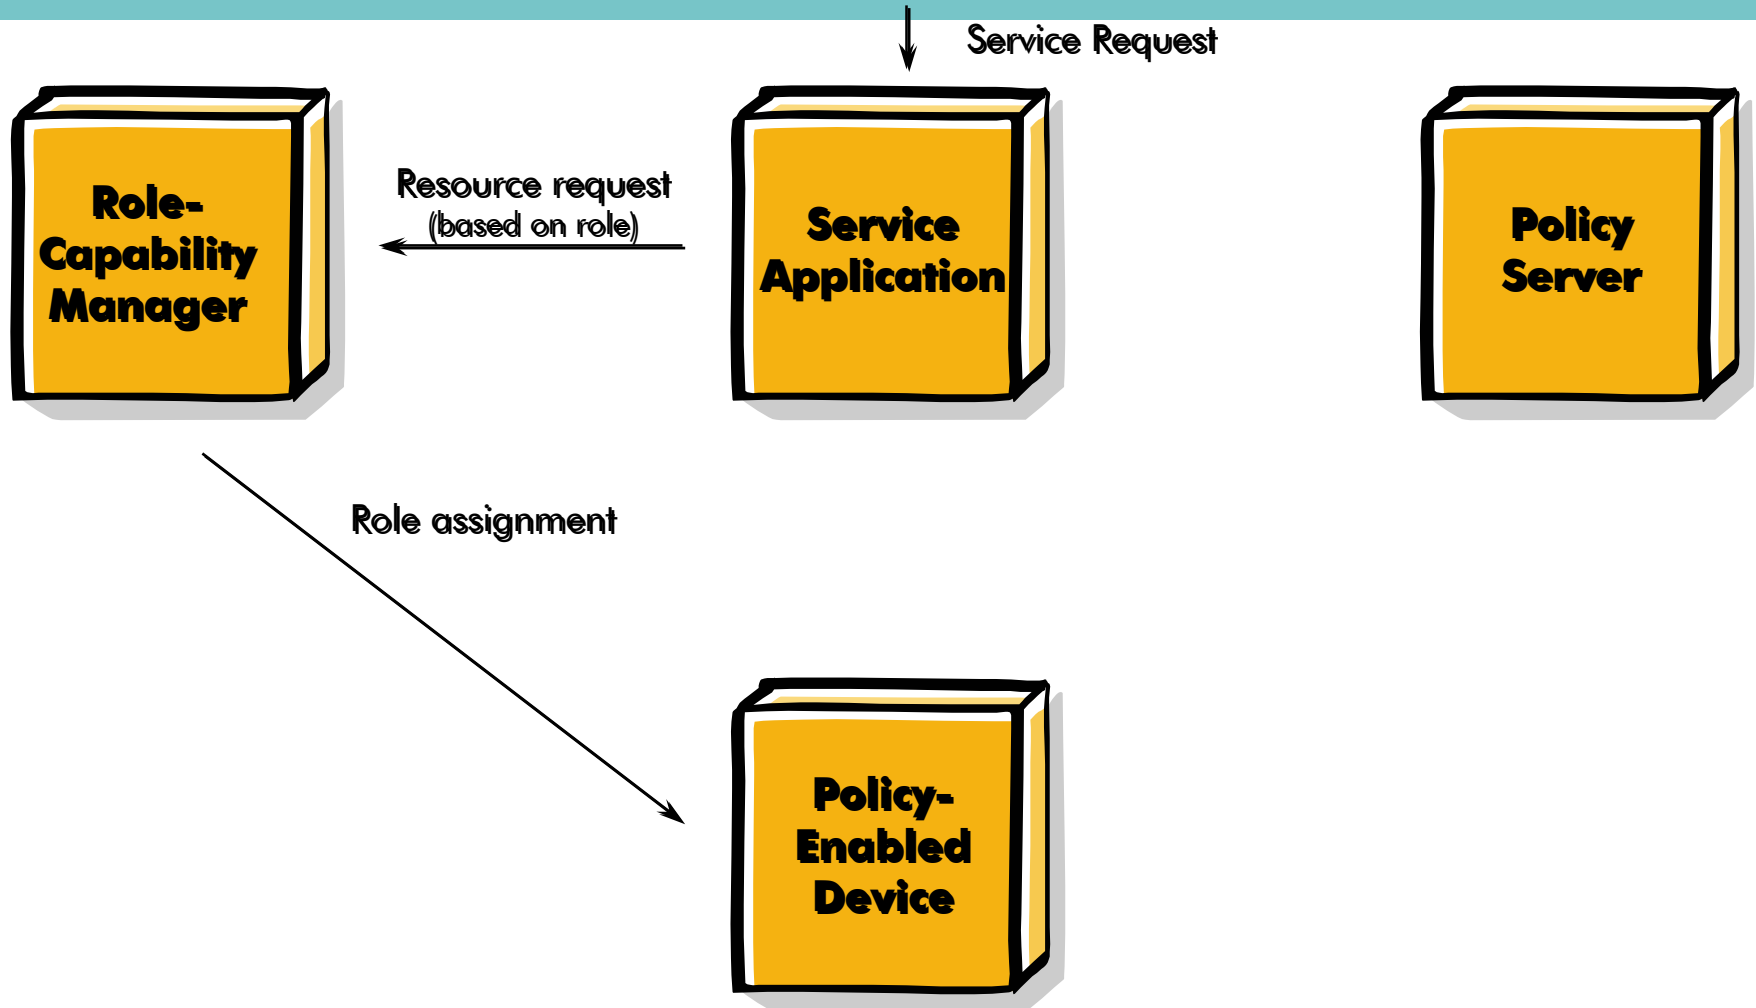 Service Request
Role-
Capability
Manager
Resource request
(based on role)
Service
Application
Policy
Server
Role assignment
Policy-
Enabled
Device